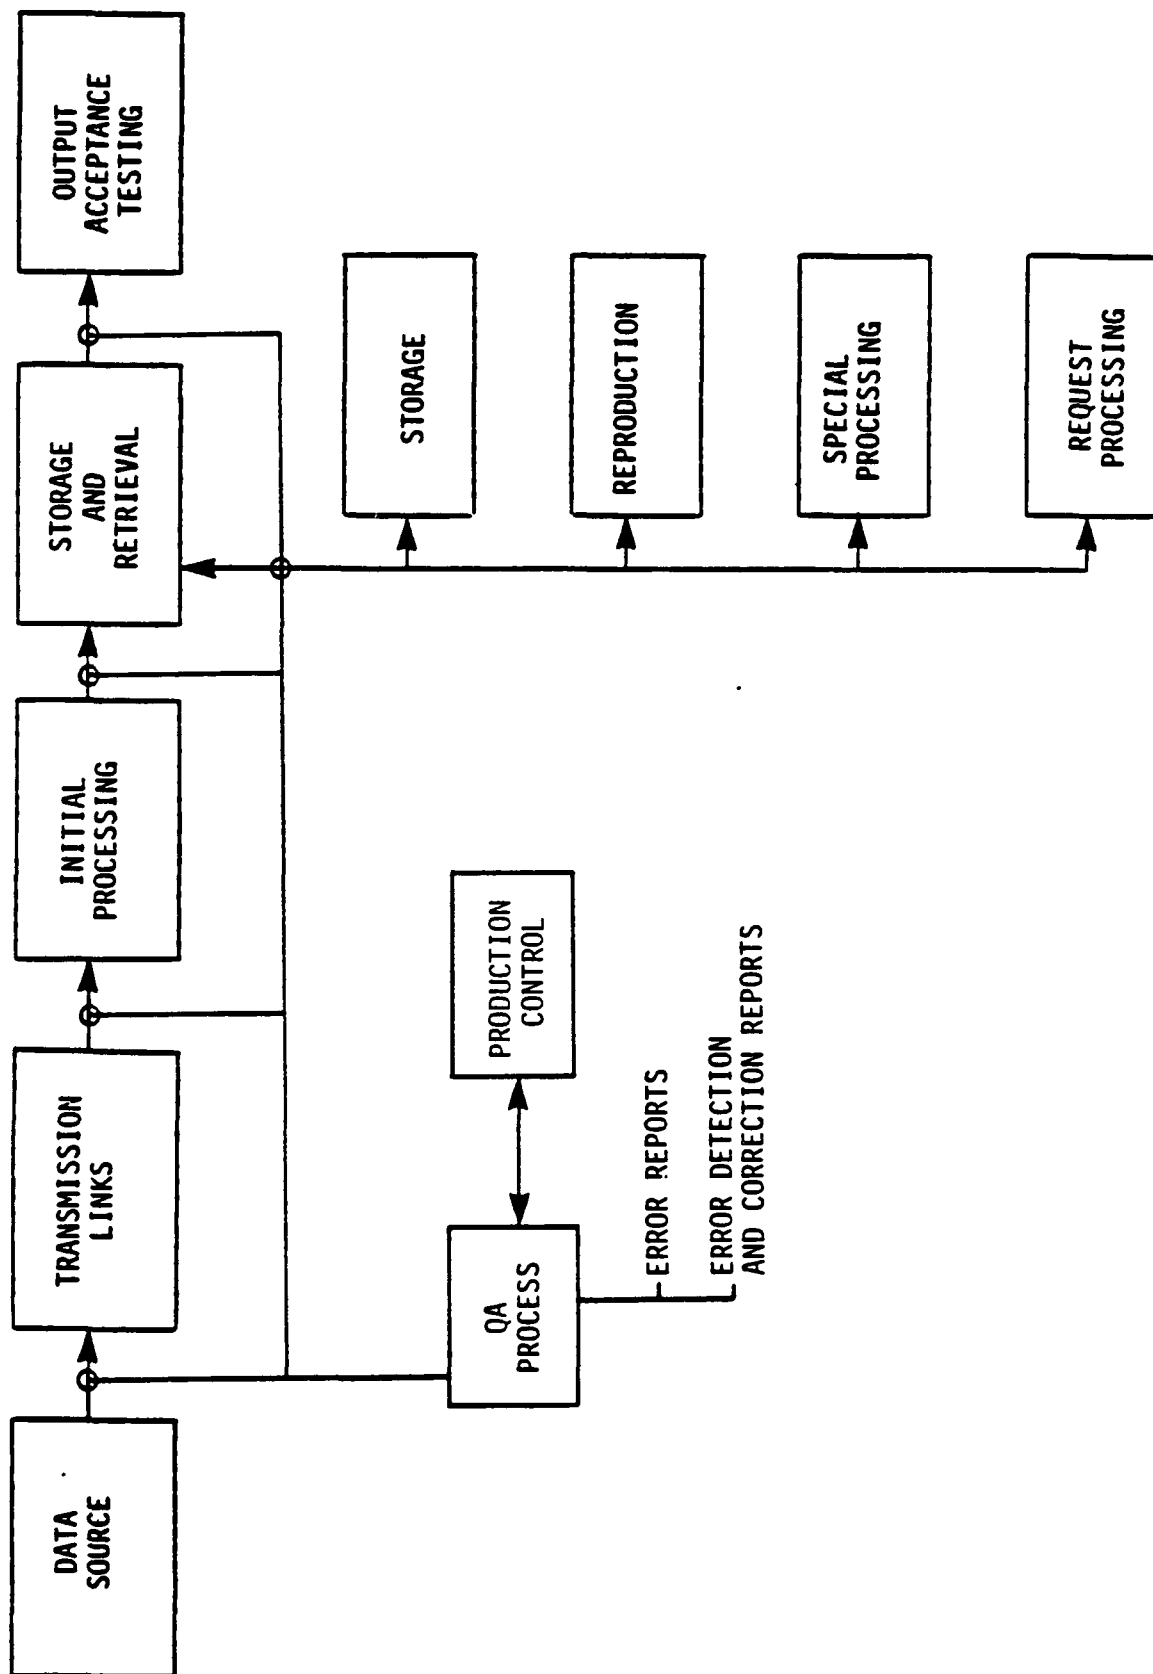 DATA
SOURCE
TRANSMISSION
LINKS
INITIAL
PROCESSING
STORAGE
AND
RETRIEVAL
OUTPUT
ACCEPTANCE
TESTING
QA
PROCESS
PRODUCTION
CONTROL
ERROR REPORTS
ERROR DETECTION
AND CORRECTION REPORTS
STORAGE
REPRODUCTION
SPECIAL
PROCESSING
REQUEST
PROCESSING